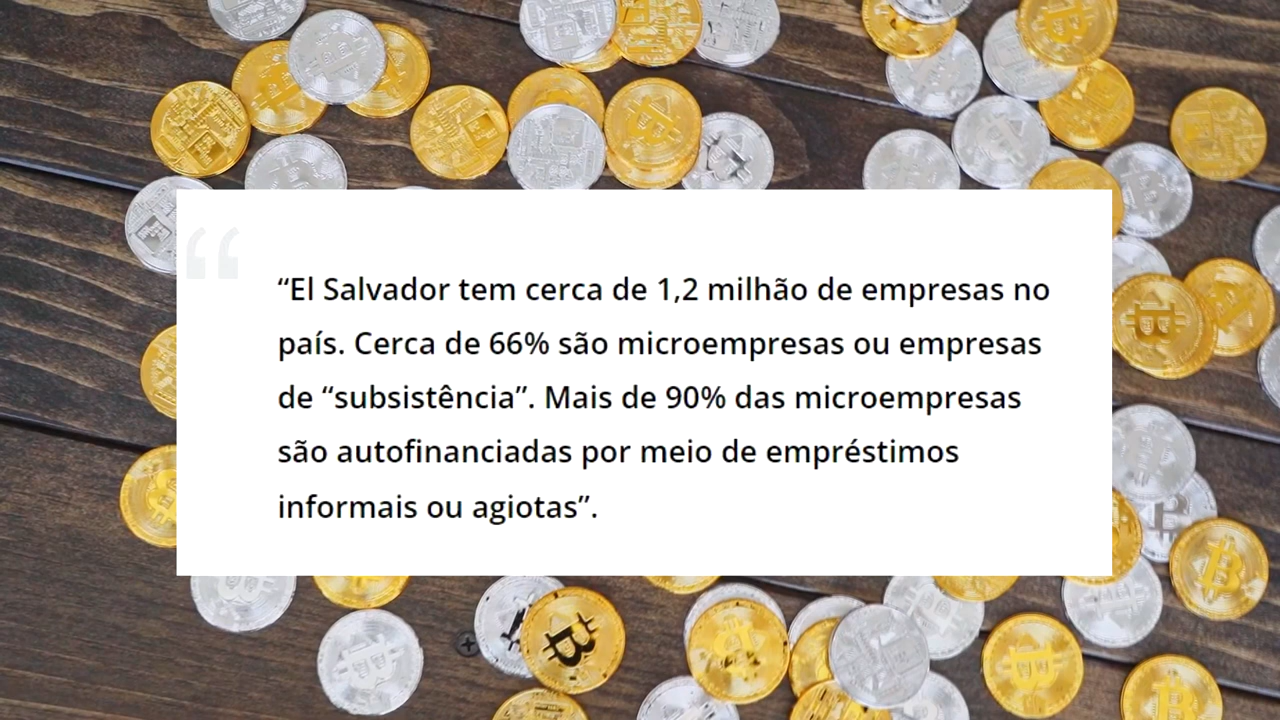 “El Salvador tem cerca de 1,2 milhão de empresas no
país. Cerca de 66% são microempresas ou empresas
de “subsistência”. Mais de 90% das microempresas
são autofinanciadas por meio de empréstimos
informais ou agiotas”.